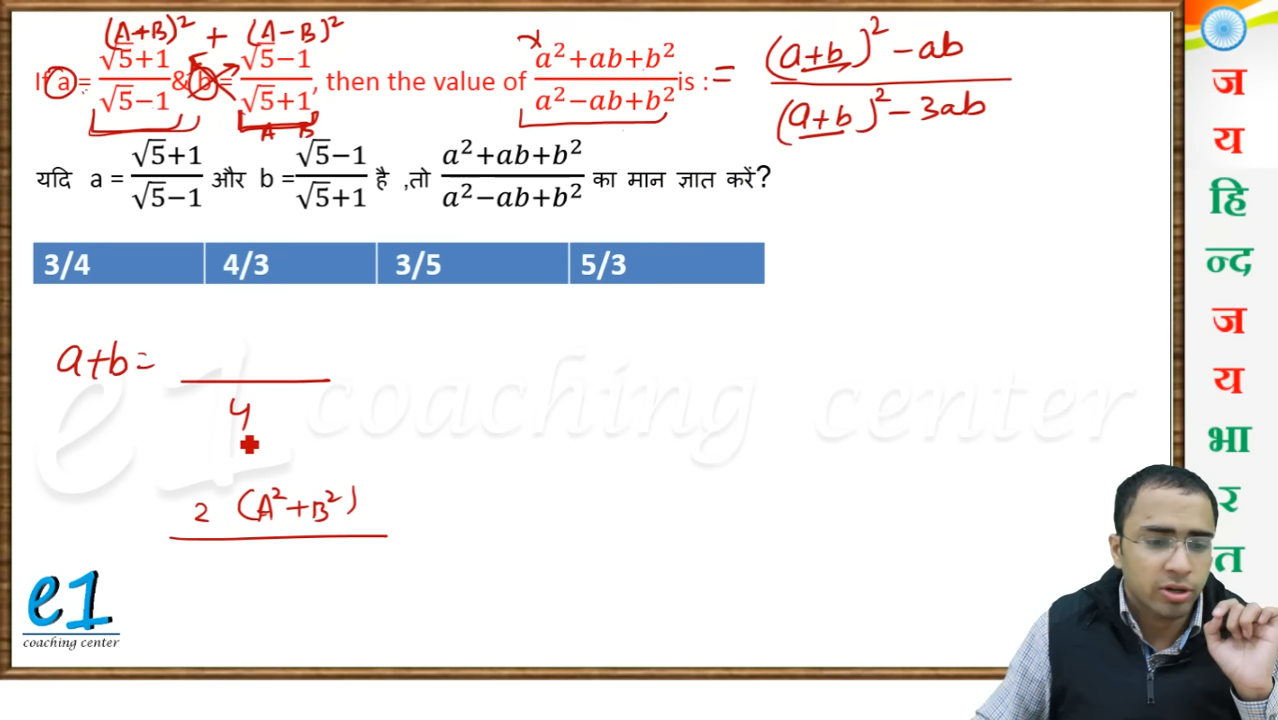 (A+B)² + (A-B)²
If a = √5+1/√5−1 & b = √5−1/√5+1, then the value of a²+ab+b²/a²−ab+b² is : = (a+b)² - ab/(a+b)² - 3ab
A B
यदि a = √5+1/√5−1 और b = √5−1/√5+1 है ,तो a²+ab+b²/a²−ab+b² का मान ज्ञात करें?
3/4 4/3 3/5 5/3
a+b =
4
2 (A²+B²)
e1 coaching center
e1
coaching center
ज
य
हि
न्द
ज
य
भा
र
त